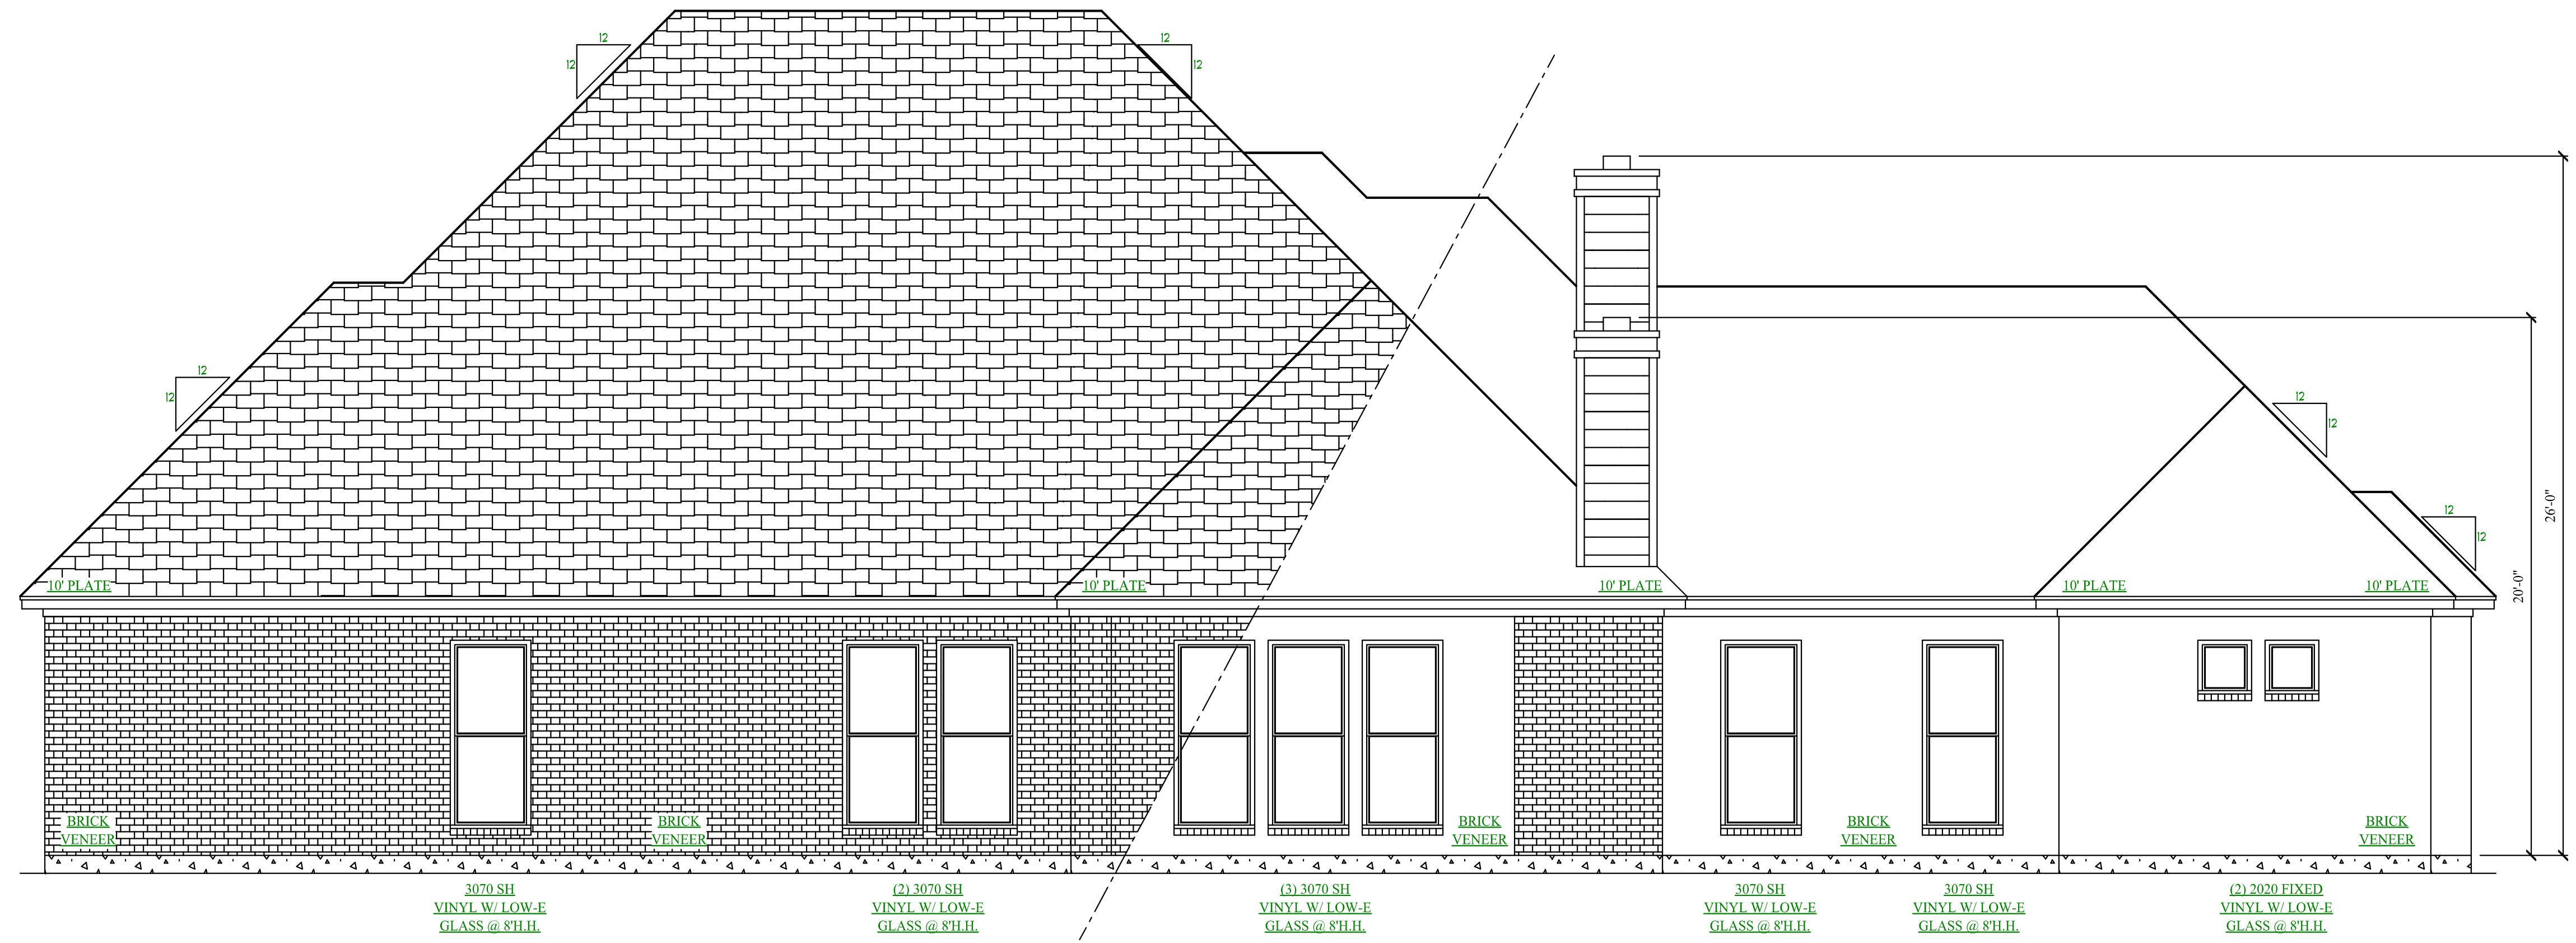 12
12
12
12
12
12
12
12
12
12
26'-0"
20'-0"
10' PLATE
10' PLATE
10' PLATE
10' PLATE
10' PLATE
BRICK
VENEER
BRICK
VENEER
BRICK
VENEER
BRICK
VENEER
BRICK
VENEER
3070 SH
VINYL W/ LOW-E
GLASS @ 8'H.H.
(2) 3070 SH
VINYL W/ LOW-E
GLASS @ 8'H.H.
(3) 3070 SH
VINYL W/ LOW-E
GLASS @ 8'H.H.
3070 SH
VINYL W/ LOW-E
GLASS @ 8'H.H.
3070 SH
VINYL W/ LOW-E
GLASS @ 8'H.H.
(2) 2020 FIXED
VINYL W/ LOW-E
GLASS @ 8'H.H.